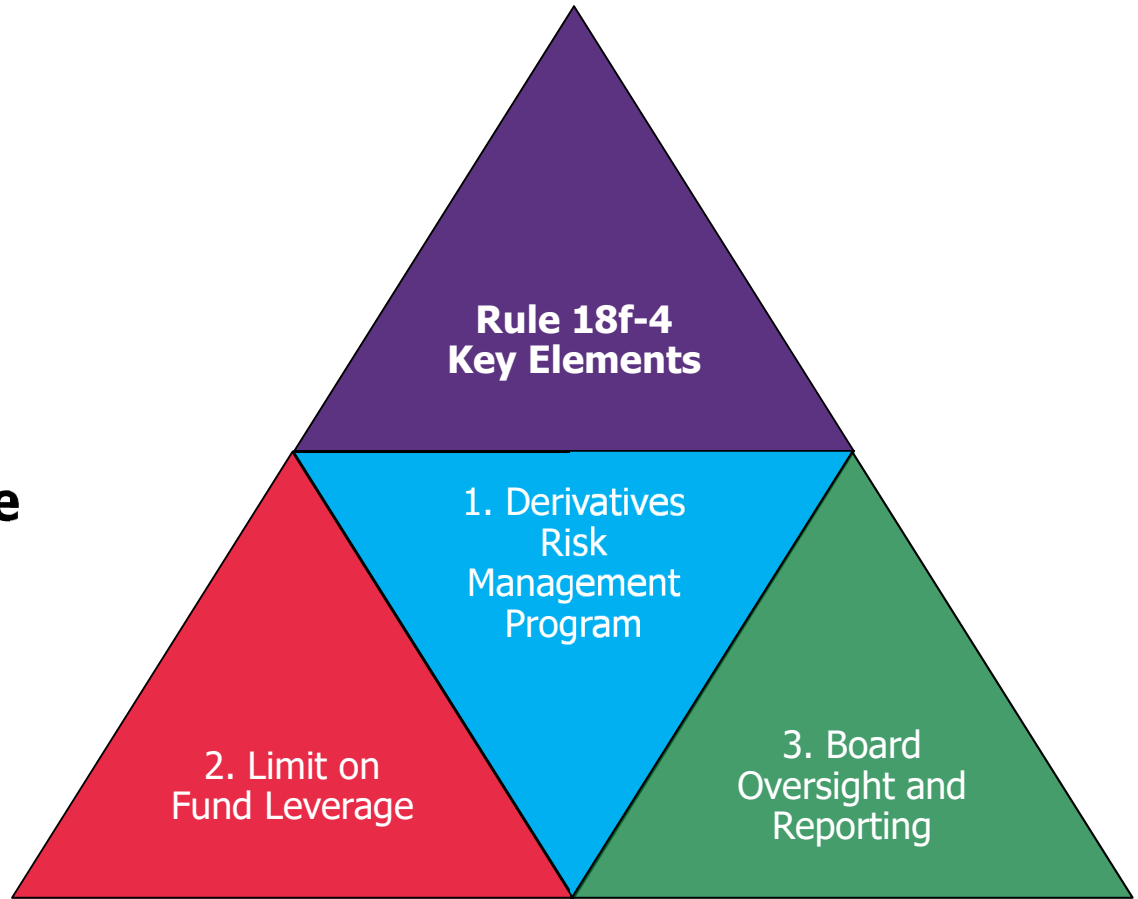 Rule 18f-4
Key Elements
1. Derivatives
Risk
Management
Program
2. Limit on
Fund Leverage
3. Board
Oversight and
Reporting